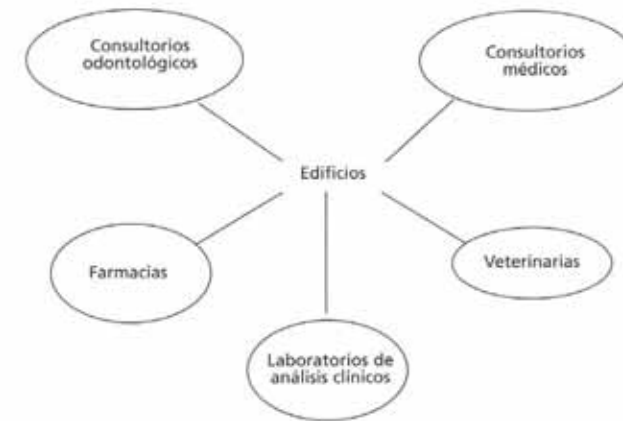 Consultorios
odontológicos
Consultorios
médicos
Edificios
Farmacias
Veterinarias
Laboratorios de
análisis clínicos